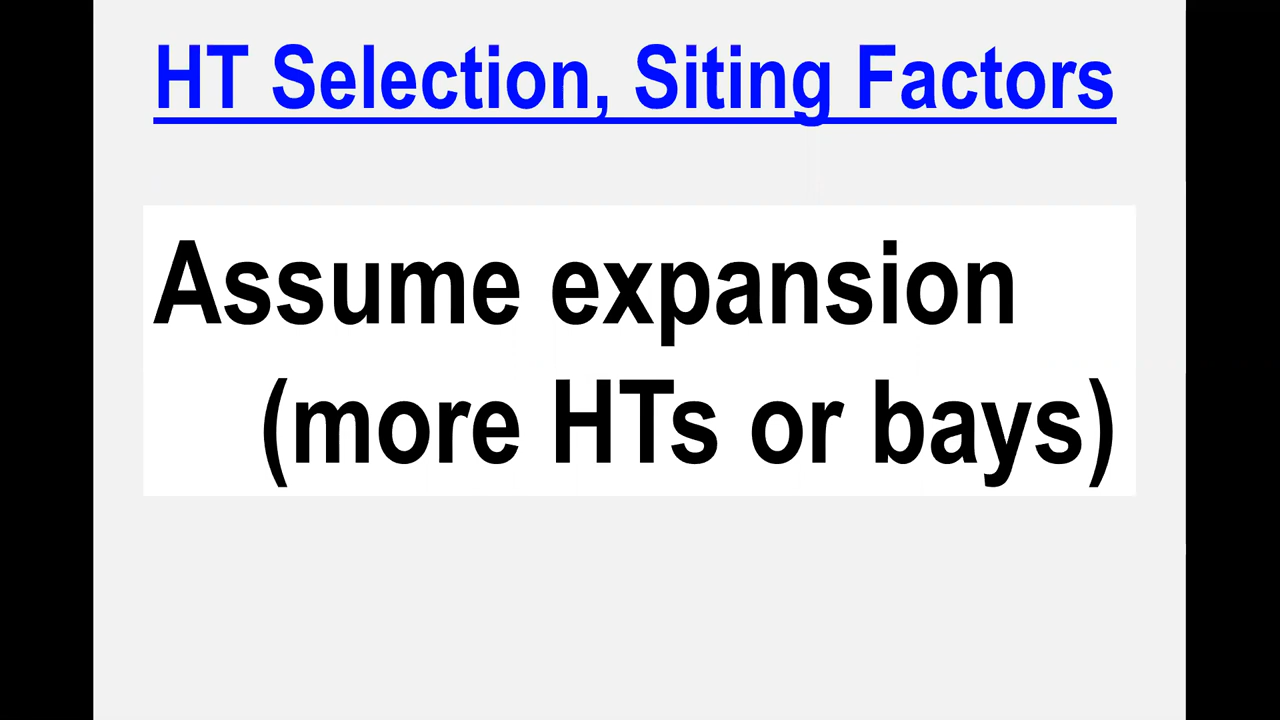 HT Selection, Siting Factors
Assume expansion
(more HTs or bays)